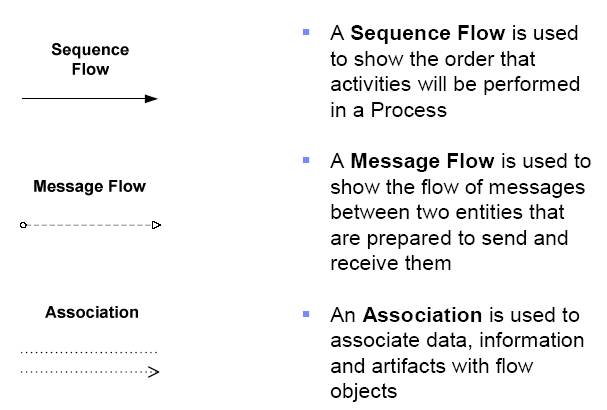 Sequence
Flow
A Sequence Flow is used
to show the order that
activities will be performed
in a Process
Message Flow
A Message Flow is used to
show the flow of messages
between two entities that
are prepared to send and
receive them
Association
An Association is used to
associate data, information
and artifacts with flow
objects